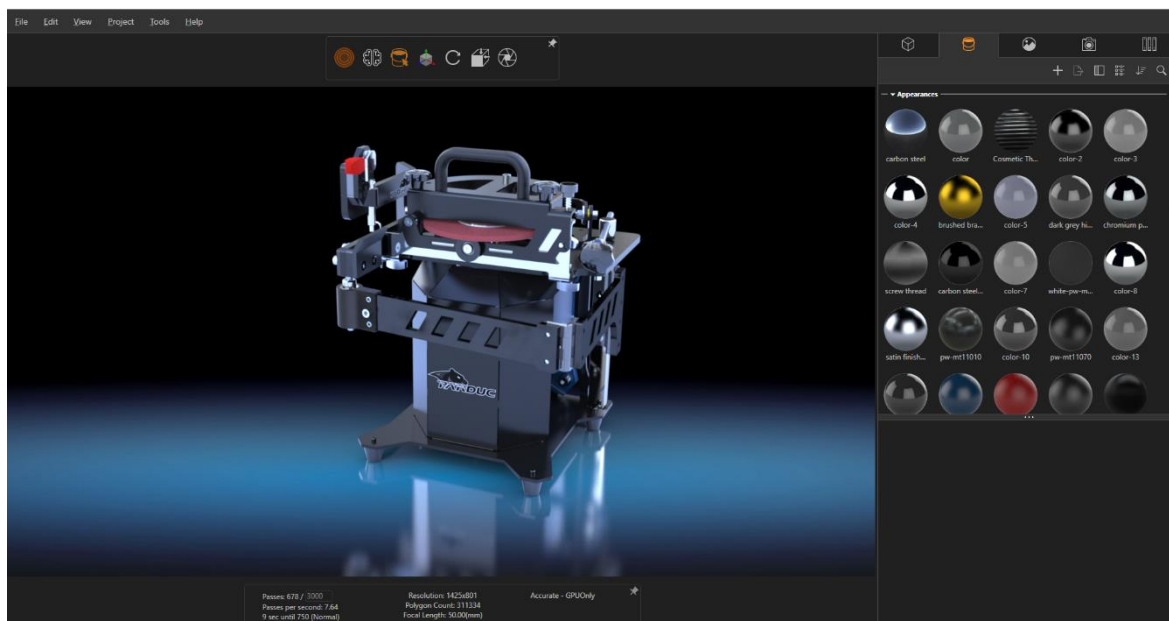 File Edit View Project Tools Help
Appearances
carbon steel color Cosmetic Th... color-2 color-3
color-4 brushed bra... color-5 dark grey hi... chromium p...
screw thread carbon steel... color-7 white-pw-m... color-8
satin finish... pw-mt11010 color-10 pw-mt11070 color-13
Passes: 678 / 3000
Passes per second: 7.64
9 sec until 750 (Normal)
Resolution: 1425x801
Polygon Count: 311334
Focal Length: 50.00(mm)
Accurate - GPUOnly